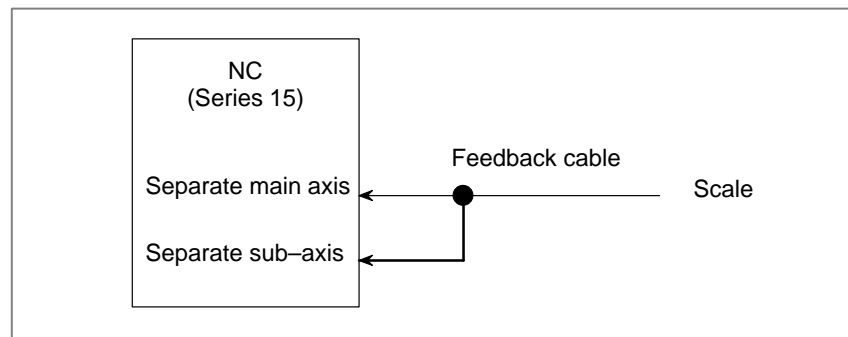 NC
(Series 15)
Feedback cable
Separate main axis
Scale
Separate sub–axis